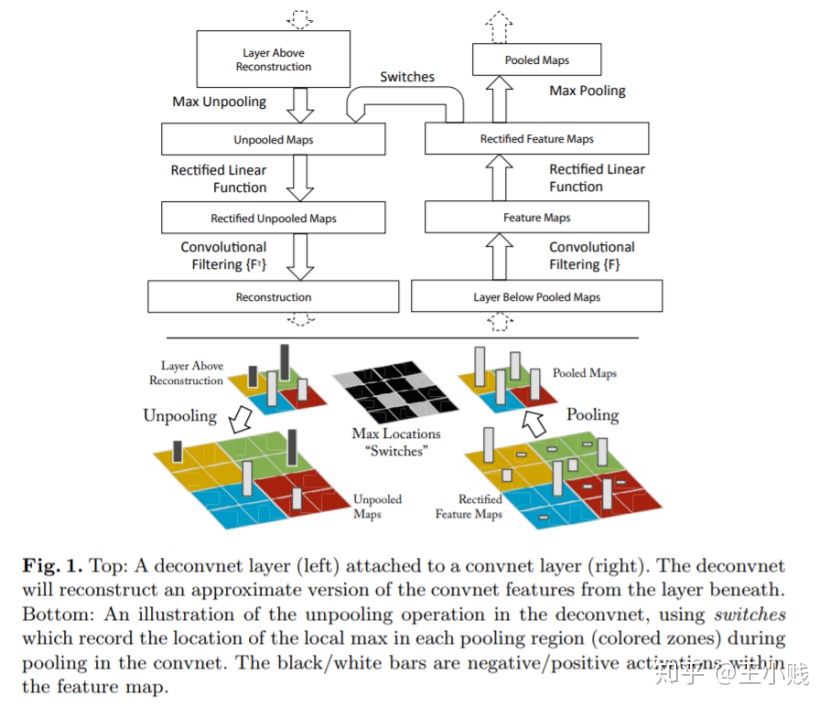 Layer Above
Reconstruction
Pooled Maps
Switches
Max Unpooling
Max Pooling
Unpooled Maps
Rectified Feature Maps
Rectified Linear
Function
Rectified Linear
Function
Rectified Unpooled Maps
Feature Maps
Convolutional
Filtering {Fᵀ}
Convolutional
Filtering {F}
Reconstruction
Layer Below Pooled Maps
Layer Above
Reconstruction
Pooled Maps
Unpooling
Pooling
Max Locations
“Switches”
Unpooled
Maps
Rectified
Feature Maps
Fig. 1. Top: A deconvnet layer (left) attached to a convnet layer (right). The deconvnet
will reconstruct an approximate version of the convnet features from the layer beneath.
Bottom: An illustration of the unpooling operation in the deconvnet, using switches
which record the location of the local max in each pooling region (colored zones) during
pooling in the convnet. The black/white bars are negative/positive activations within
the feature map.
知乎 @王小贱